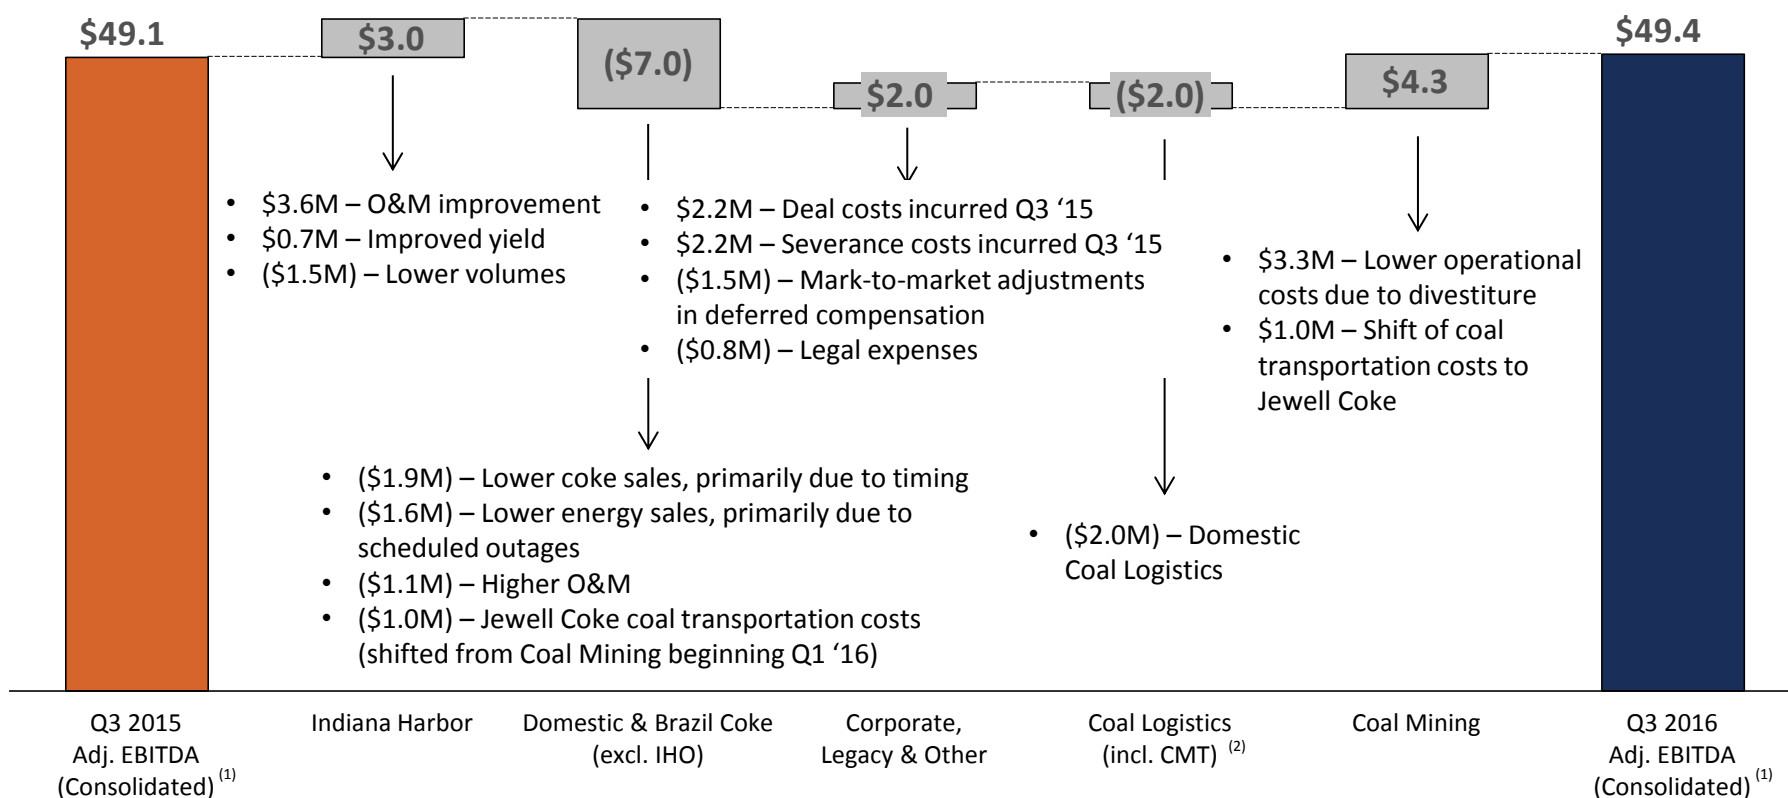 $49.1
$3.0
($7.0)
$2.0
($2.0)
$4.3
$49.4
• $3.6M – O&M improvement
• $0.7M – Improved yield
• ($1.5M) – Lower volumes
• $2.2M – Deal costs incurred Q3 ‘15
• $2.2M – Severance costs incurred Q3 ‘15
• ($1.5M) – Mark-to-market adjustments
in deferred compensation
• ($0.8M) – Legal expenses
• $3.3M – Lower operational
costs due to divestiture
• $1.0M – Shift of coal
transportation costs to
Jewell Coke
• ($1.9M) – Lower coke sales, primarily due to timing
• ($1.6M) – Lower energy sales, primarily due to
scheduled outages
• ($1.1M) – Higher O&M
• ($1.0M) – Jewell Coke coal transportation costs
(shifted from Coal Mining beginning Q1 ‘16)
• ($2.0M) – Domestic
Coal Logistics
Q3 2015
Adj. EBITDA
(Consolidated) (1)
Indiana Harbor
Domestic & Brazil Coke
(excl. IHO)
Corporate,
Legacy & Other
Coal Logistics
(incl. CMT) (2)
Coal Mining
Q3 2016
Adj. EBITDA
(Consolidated) (1)